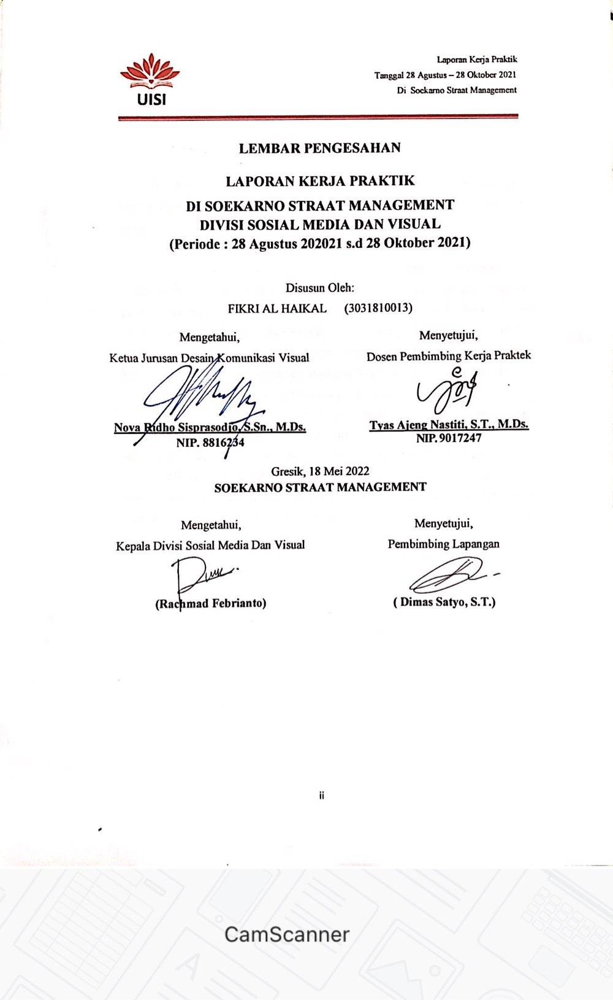 UISI
Laporan Kerja Praktik
Tanggal 28 Agustus – 28 Oktober 2021
Di Soekarno Straat Management
LEMBAR PENGESAHAN
LAPORAN KERJA PRAKTIK
DI SOEKARNO STRAAT MANAGEMENT
DIVISI SOSIAL MEDIA DAN VISUAL
(Periode : 28 Agustus 202021 s.d 28 Oktober 2021)
Disusun Oleh:
FIKRI AL HAIKAL (3031810013)
Mengetahui,
Ketua Jurusan Desain Komunikasi Visual
Nova Ridho Sisprasodjo, S.Sn., M.Ds.
NIP. 8816234
Menyetujui,
Dosen Pembimbing Kerja Praktek
Tyas Ajeng Nastiti, S.T., M.Ds.
NIP. 9017247
Gresik, 18 Mei 2022
SOEKARNO STRAAT MANAGEMENT
Mengetahui,
Kepala Divisi Sosial Media Dan Visual
(Rachmad Febrianto)
Menyetujui,
Pembimbing Lapangan
( Dimas Satyo, S.T.)
ii
CamScanner